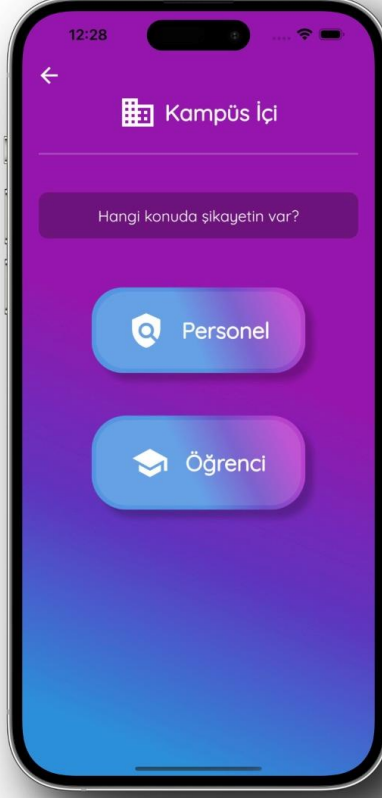 12:28
Kampüs İçi
Hangi konuda şikayetin var?
Personel
Öğrenci